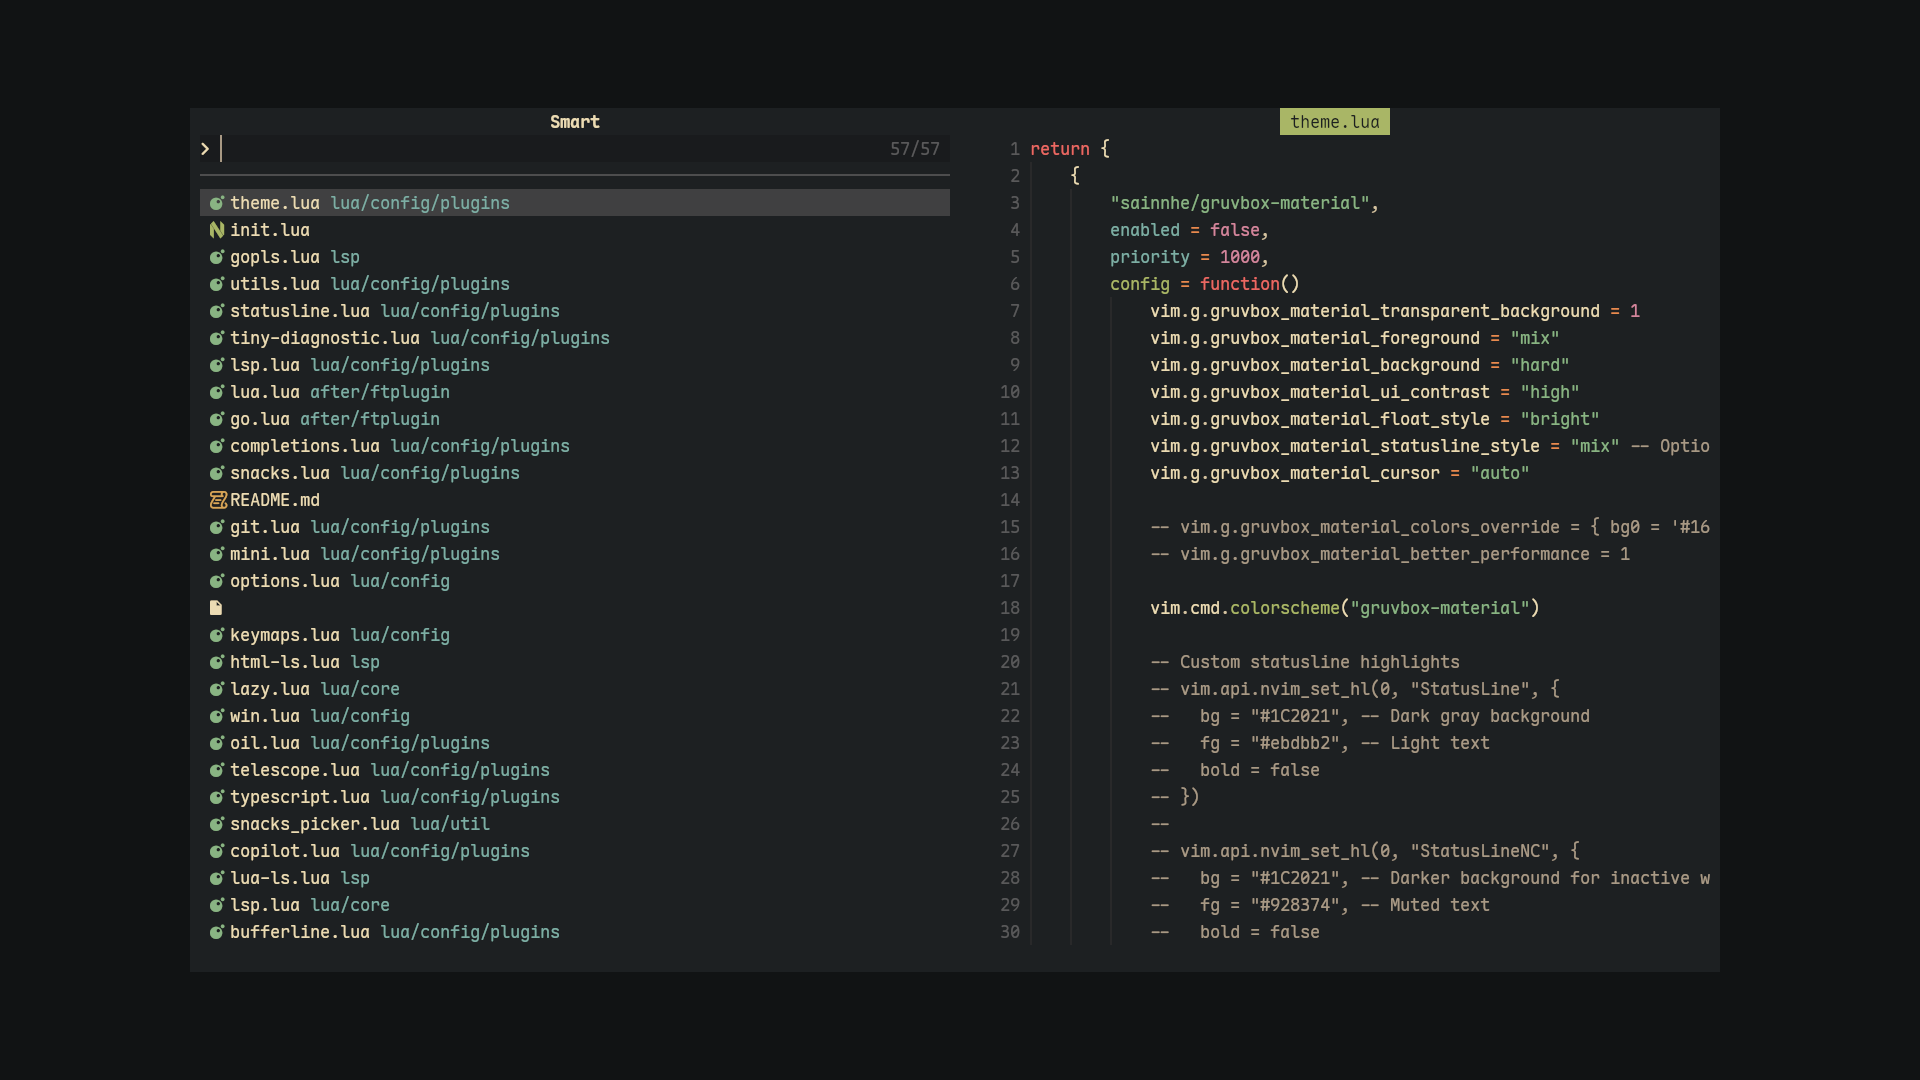 Smart
> 57/57
theme.lua lua/config/plugins
init.lua
gopls.lua lsp
utils.lua lua/config/plugins
statusline.lua lua/config/plugins
tiny-diagnostic.lua lua/config/plugins
lsp.lua lua/config/plugins
lua.lua after/ftplugin
go.lua after/ftplugin
completions.lua lua/config/plugins
snacks.lua lua/config/plugins
README.md
git.lua lua/config/plugins
mini.lua lua/config/plugins
options.lua lua/config
keymaps.lua lua/config
html-ls.lua lsp
lazy.lua lua/core
win.lua lua/config
oil.lua lua/config/plugins
telescope.lua lua/config/plugins
typescript.lua lua/config/plugins
snacks_picker.lua lua/util
copilot.lua lua/config/plugins
lua-ls.lua lsp
lsp.lua lua/core
bufferline.lua lua/config/plugins
theme.lua
1 return {
2     {
3         "sainnhe/gruvbox-material",
4         enabled = false,
5         priority = 1000,
6         config = function()
7             vim.g.gruvbox_material_transparent_background = 1
8             vim.g.gruvbox_material_foreground = "mix"
9             vim.g.gruvbox_material_background = "hard"
10             vim.g.gruvbox_material_ui_contrast = "high"
11             vim.g.gruvbox_material_float_style = "bright"
12             vim.g.gruvbox_material_statusline_style = "mix" -- Optio
13             vim.g.gruvbox_material_cursor = "auto"
14
15             -- vim.g.gruvbox_material_colors_override = { bg0 = '#16
16             -- vim.g.gruvbox_material_better_performance = 1
17
18             vim.cmd.colorscheme("gruvbox-material")
19
20             -- Custom statusline highlights
21             -- vim.api.nvim_set_hl(0, "StatusLine", {
22             --   bg = "#1C2021", -- Dark gray background
23             --   fg = "#ebdbb2", -- Light text
24             --   bold = false
25             -- })
26             --
27             -- vim.api.nvim_set_hl(0, "StatusLineNC", {
28             --   bg = "#1C2021", -- Darker background for inactive w
29             --   fg = "#928374", -- Muted text
30             --   bold = false